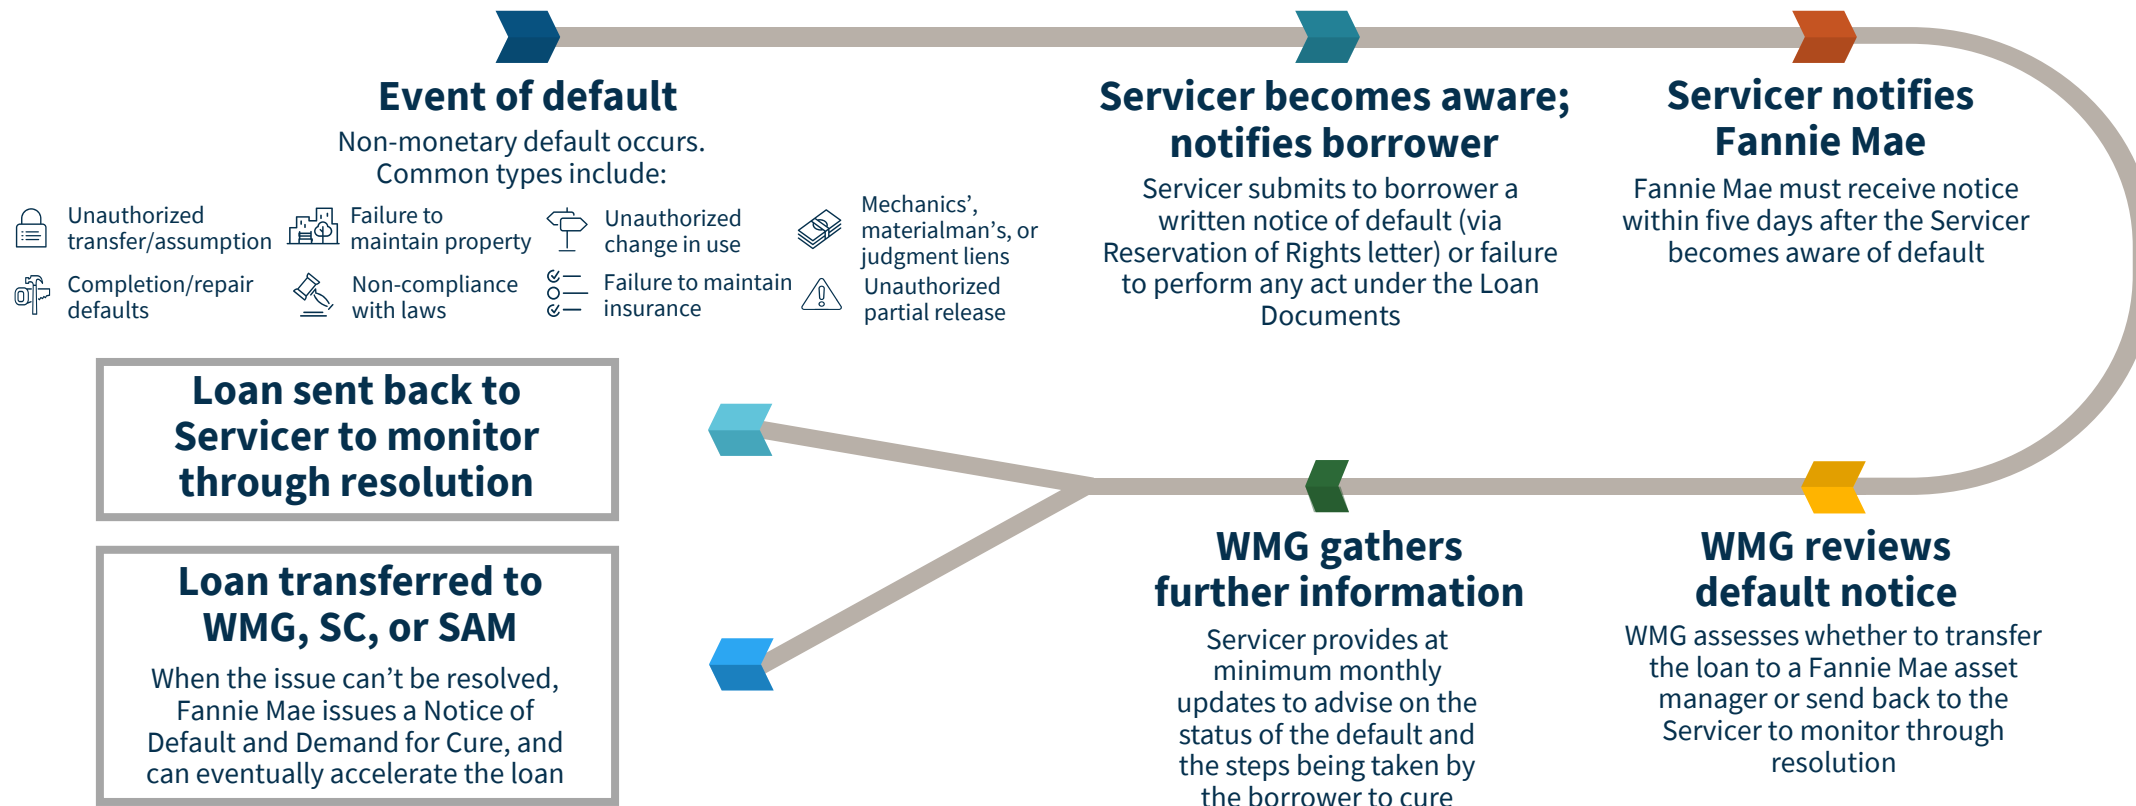 Event of default
Non-monetary default occurs.
Common types include:
Unauthorized
transfer/assumption
Failure to
maintain property
Unauthorized
change in use
Mechanics’,
materialman’s, or
judgment liens
Completion/repair
defaults
Non-compliance
with laws
Failure to maintain
insurance
Unauthorized
partial release
Servicer becomes aware;
notifies borrower
Servicer submits to borrower a
written notice of default (via
Reservation of Rights letter) or failure
to perform any act under the Loan
Documents
Servicer notifies
Fannie Mae
Fannie Mae must receive notice
within five days after the Servicer
becomes aware of default
WMG reviews
default notice
WMG assesses whether to transfer
the loan to a Fannie Mae asset
manager or send back to the
Servicer to monitor through
resolution
WMG gathers
further information
Servicer provides at
minimum monthly
updates to advise on the
status of the default and
the steps being taken by
the borrower to cure
Loan sent back to
Servicer to monitor
through resolution
Loan transferred to
WMG, SC, or SAM
When the issue can’t be resolved,
Fannie Mae issues a Notice of
Default and Demand for Cure, and
can eventually accelerate the loan